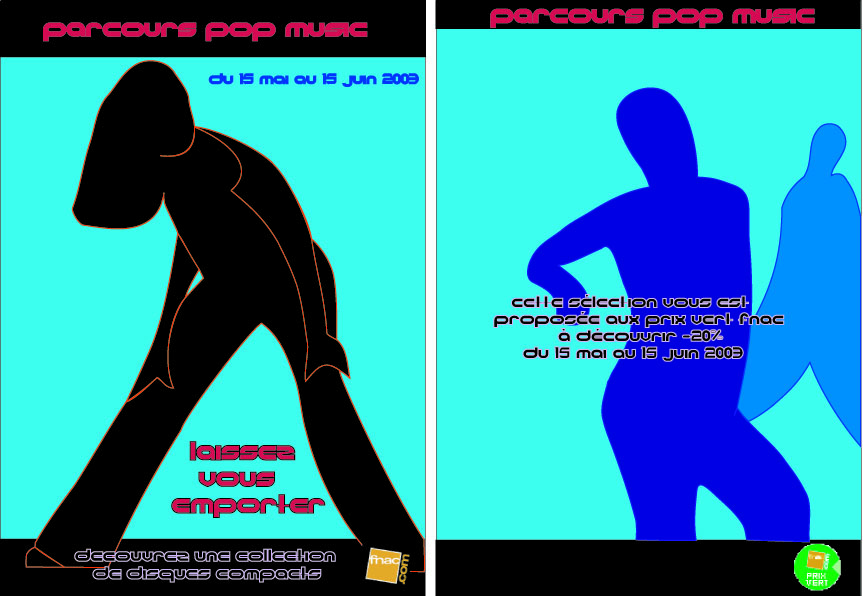 parcours pop music
du 15 mai au 15 juin 2003
laissez
vous
emporter
decouvrez une collection
de disques compacts
fnac
.com
parcours pop music
cette sélection vous est
proposée aux prix vert fnac
à découvrir -20%
du 15 mai au 15 juin 2003
PRIX
VERT